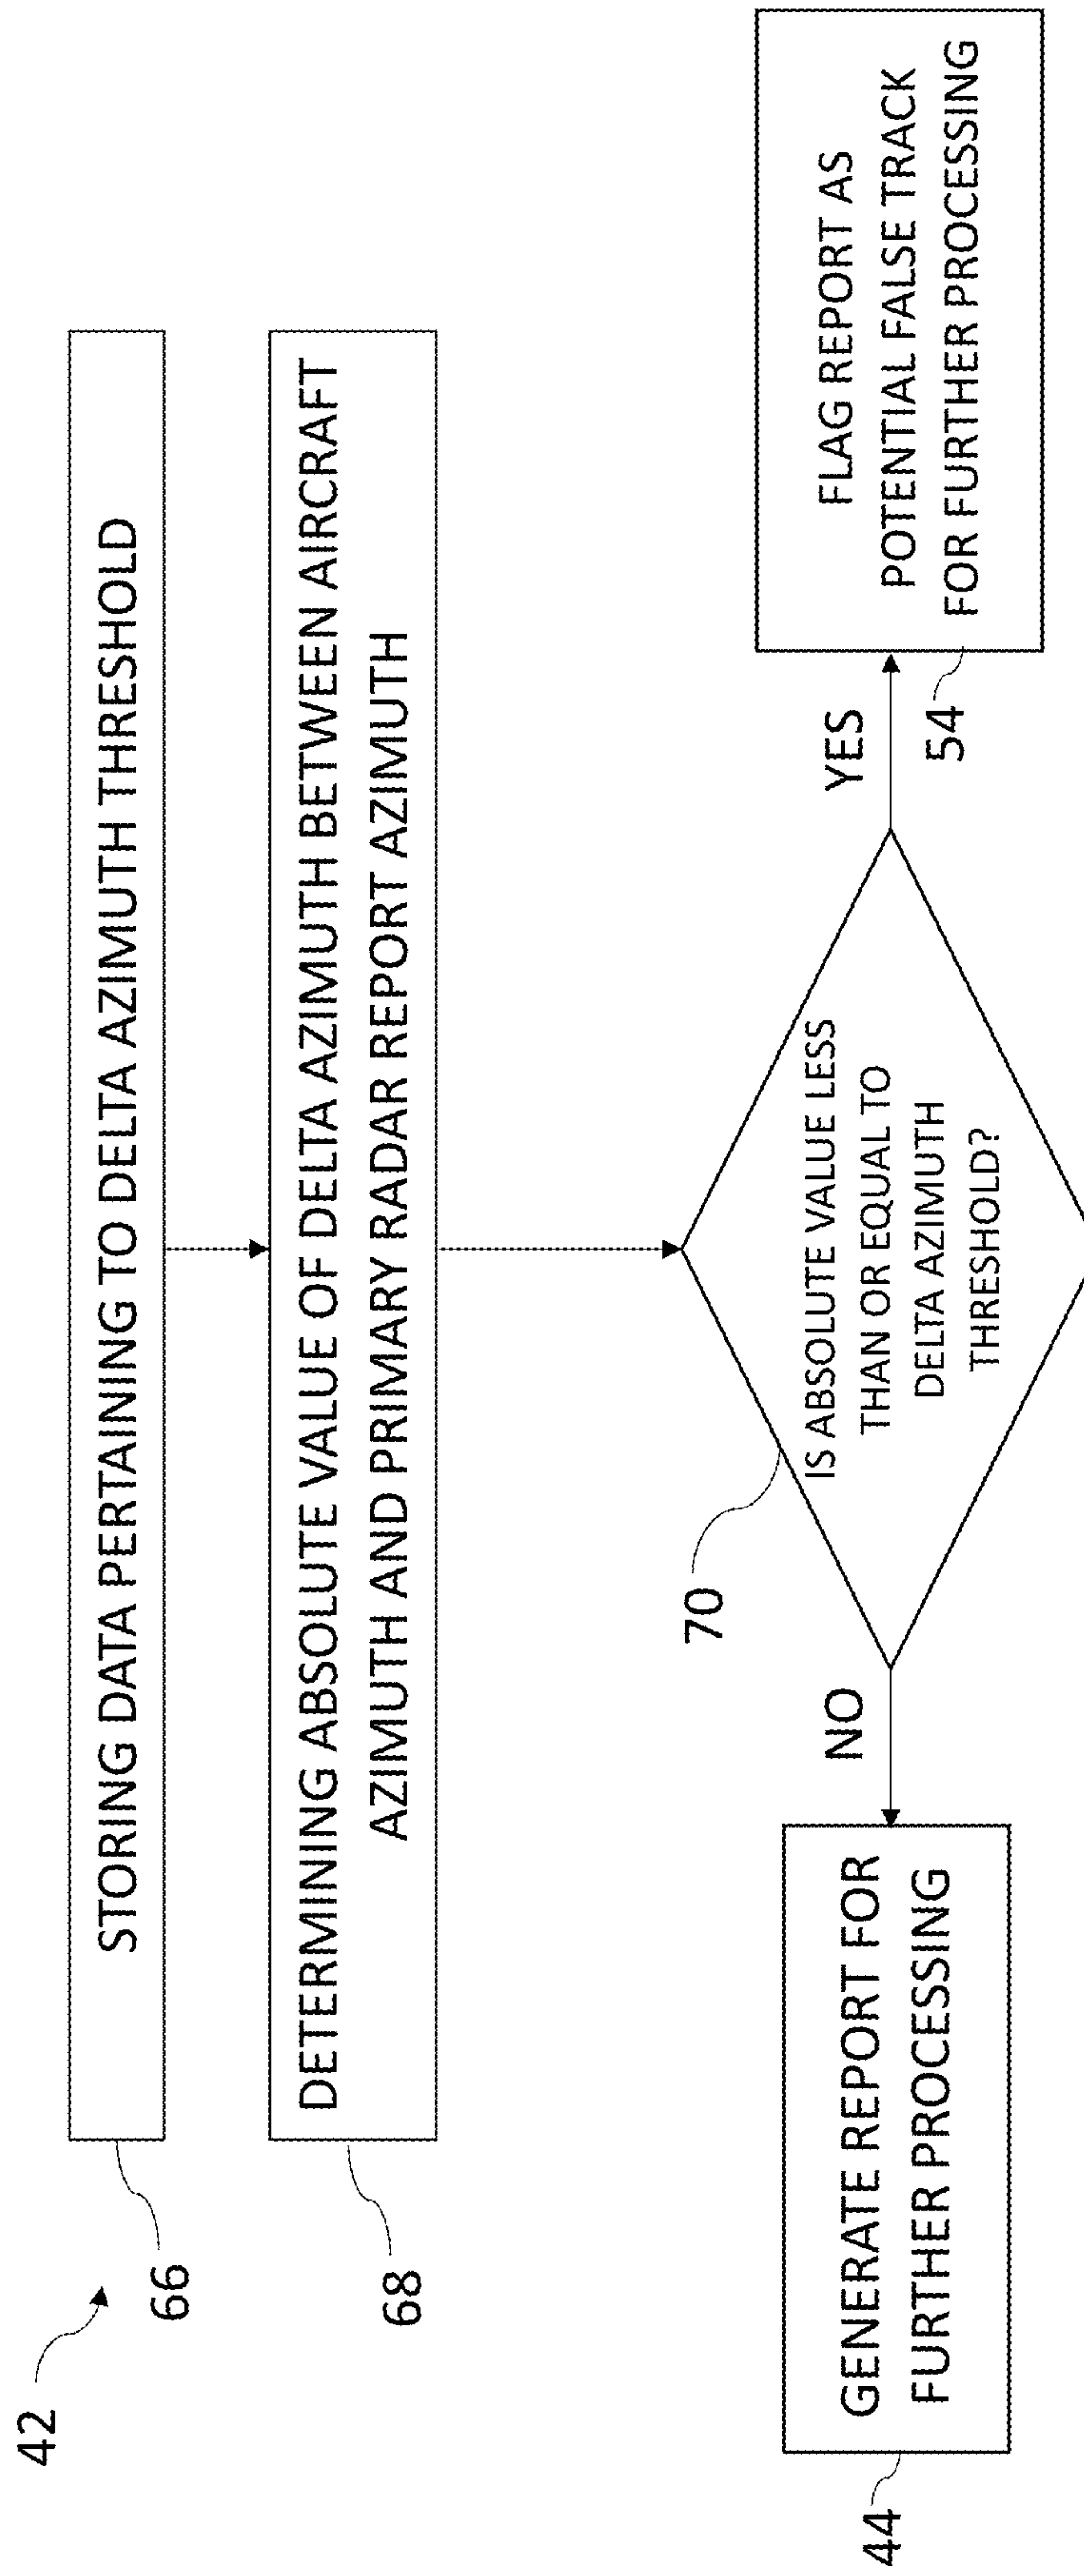 42
66
STORING DATA PERTAINING TO DELTA AZIMUTH THRESHOLD
68
DETERMINING ABSOLUTE VALUE OF DELTA AZIMUTH BETWEEN AIRCRAFT
AZIMUTH AND PRIMARY RADAR REPORT AZIMUTH
70
IS ABSOLUTE VALUE LESS
THAN OR EQUAL TO
DELTA AZIMUTH
THRESHOLD?
NO
YES
44
GENERATE REPORT FOR
FURTHER PROCESSING
54
FLAG REPORT AS
POTENTIAL FALSE TRACK
FOR FURTHER PROCESSING